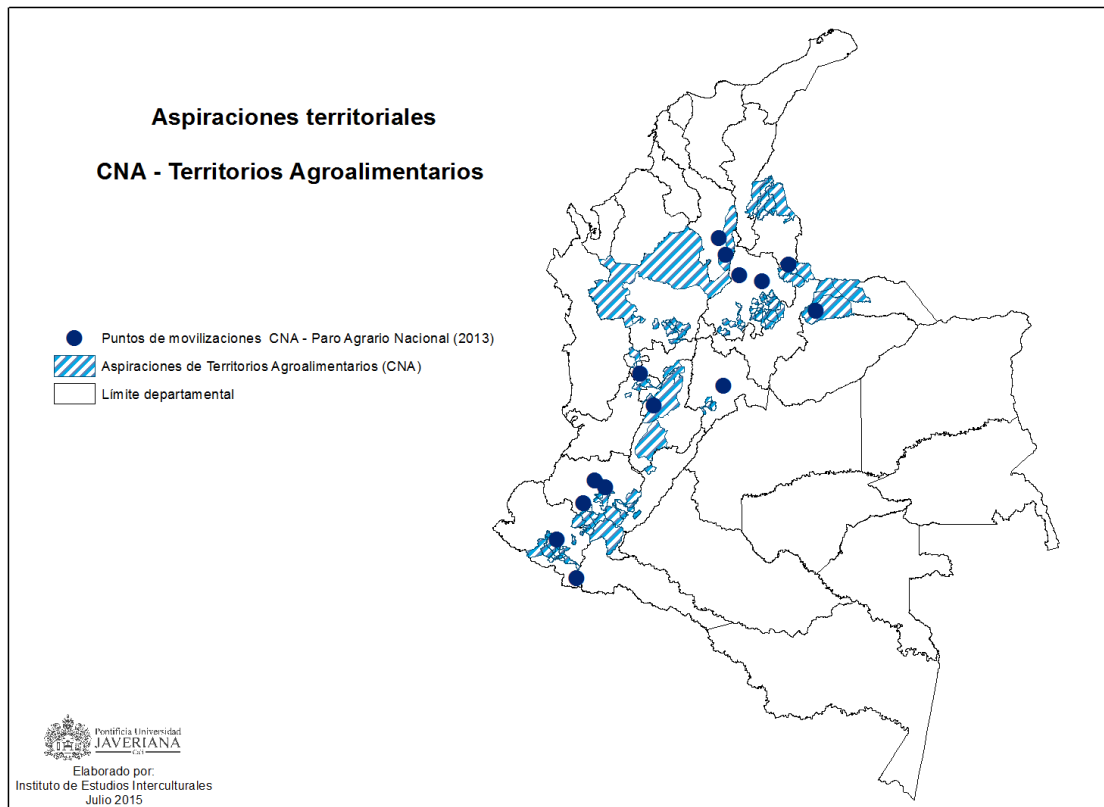 Aspiraciones territoriales
CNA - Territorios Agroalimentarios
Puntos de movilizaciones CNA - Paro Agrario Nacional (2013)
Aspiraciones de Territorios Agroalimentarios (CNA)
Límite departamental
Pontificia Universidad
JAVERIANA
Cali
Elaborado por:
Instituto de Estudios Interculturales
Julio 2015